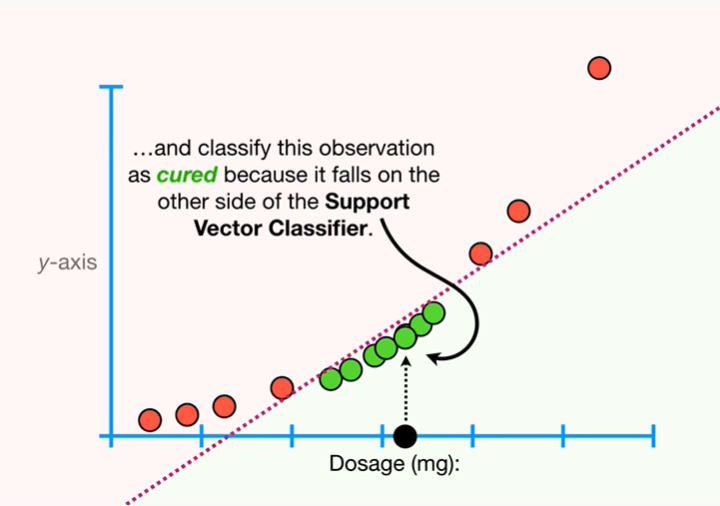 …and classify this observation
as cured because it falls on the
other side of the Support
Vector Classifier.
y-axis
Dosage (mg):